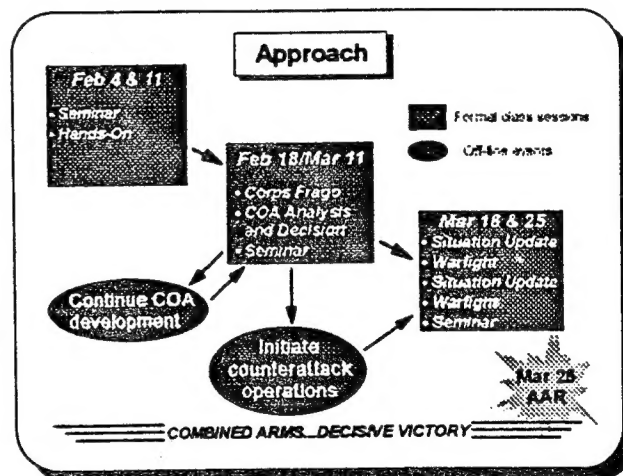 Approach
Feb 4 & 11
• Seminar
• Hands-On
Formal class sessions
Off-line events
Feb 18/Mar 11
• Corps Frago
• COA Analysis
and Decision
• Seminar
Mar 18 & 25
• Situation Update
• Warfight
• Situation Update
• Warfight
• Seminar
Continue COA
development
Initiate
counterattack
operations
Mar 25
AAR
COMBINED ARMS...DECISIVE VICTORY